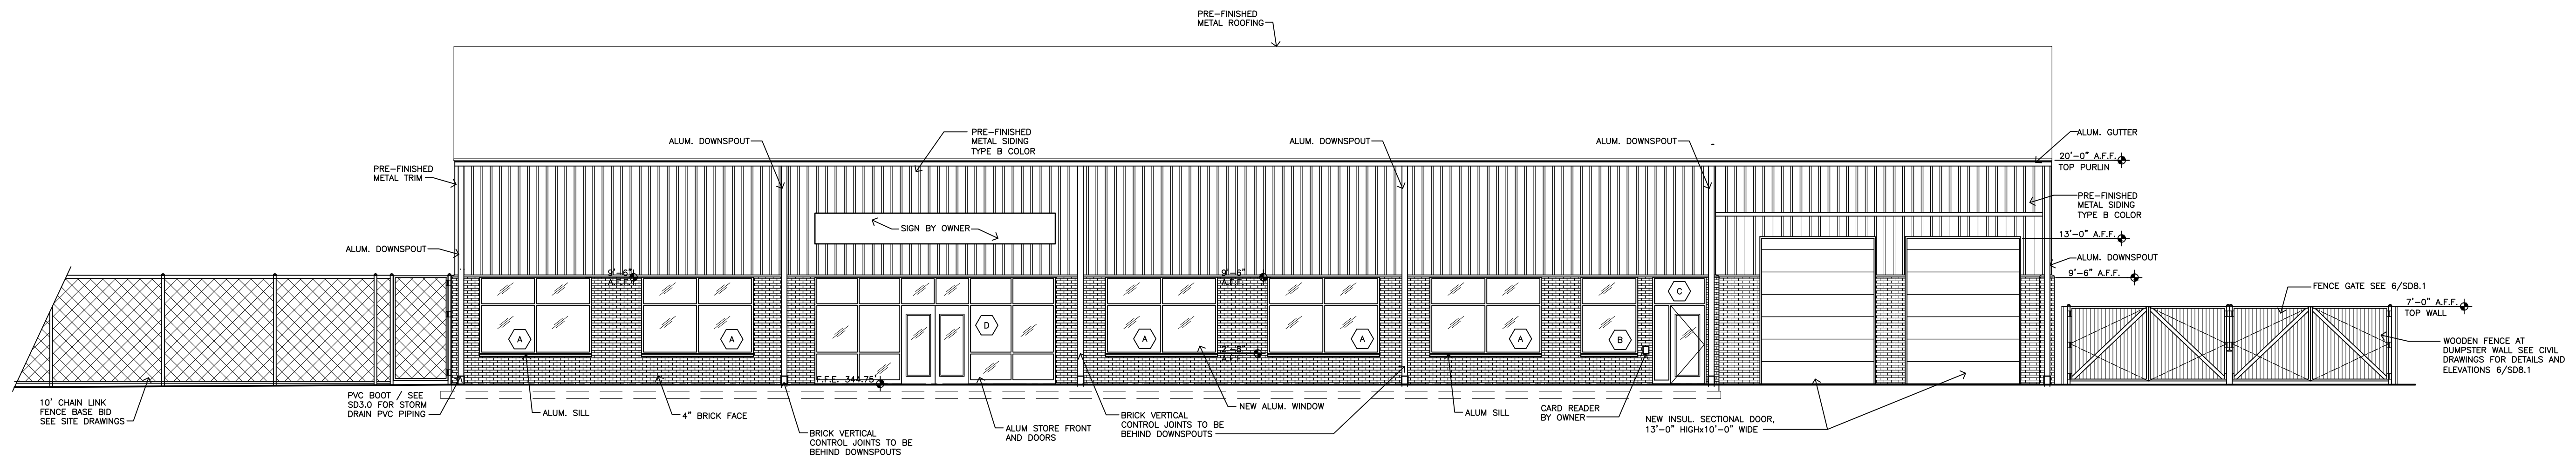 PRE-FINISHED
METAL ROOFING
ALUM. DOWNSPOUT
PRE-FINISHED
METAL SIDING
TYPE B COLOR
ALUM. DOWNSPOUT
ALUM. DOWNSPOUT
ALUM. GUTTER
20'-0" A.F.F.
TOP PURLIN
PRE-FINISHED
METAL TRIM
PRE-FINISHED
METAL SIDING
TYPE B COLOR
SIGN BY OWNER
13'-0" A.F.F.
ALUM. DOWNSPOUT
ALUM. DOWNSPOUT
9'-6"
A.F.F.
9'-6"
A.F.F.
9'-6" A.F.F.
FENCE GATE SEE 6/SD8.1
7'-0" A.F.F.
TOP WALL
A
A
D
A
A
A
B
C
2'-8"
A.F.F.
WOODEN FENCE AT
DUMPSTER WALL SEE CIVIL
DRAWINGS FOR DETAILS AND
ELEVATIONS 6/SD8.1
F.F.E. 344.75'
10' CHAIN LINK
FENCE BASE BID
SEE SITE DRAWINGS
PVC BOOT / SEE
SD3.0 FOR STORM
DRAIN PVC PIPING
ALUM. SILL
4" BRICK FACE
BRICK VERTICAL
CONTROL JOINTS TO BE
BEHIND DOWNSPOUTS
ALUM STORE FRONT
AND DOORS
BRICK VERTICAL
CONTROL JOINTS TO BE
BEHIND DOWNSPOUTS
NEW ALUM. WINDOW
ALUM SILL
CARD READER
BY OWNER
NEW INSUL. SECTIONAL DOOR,
13'-0" HIGHx10'-0" WIDE